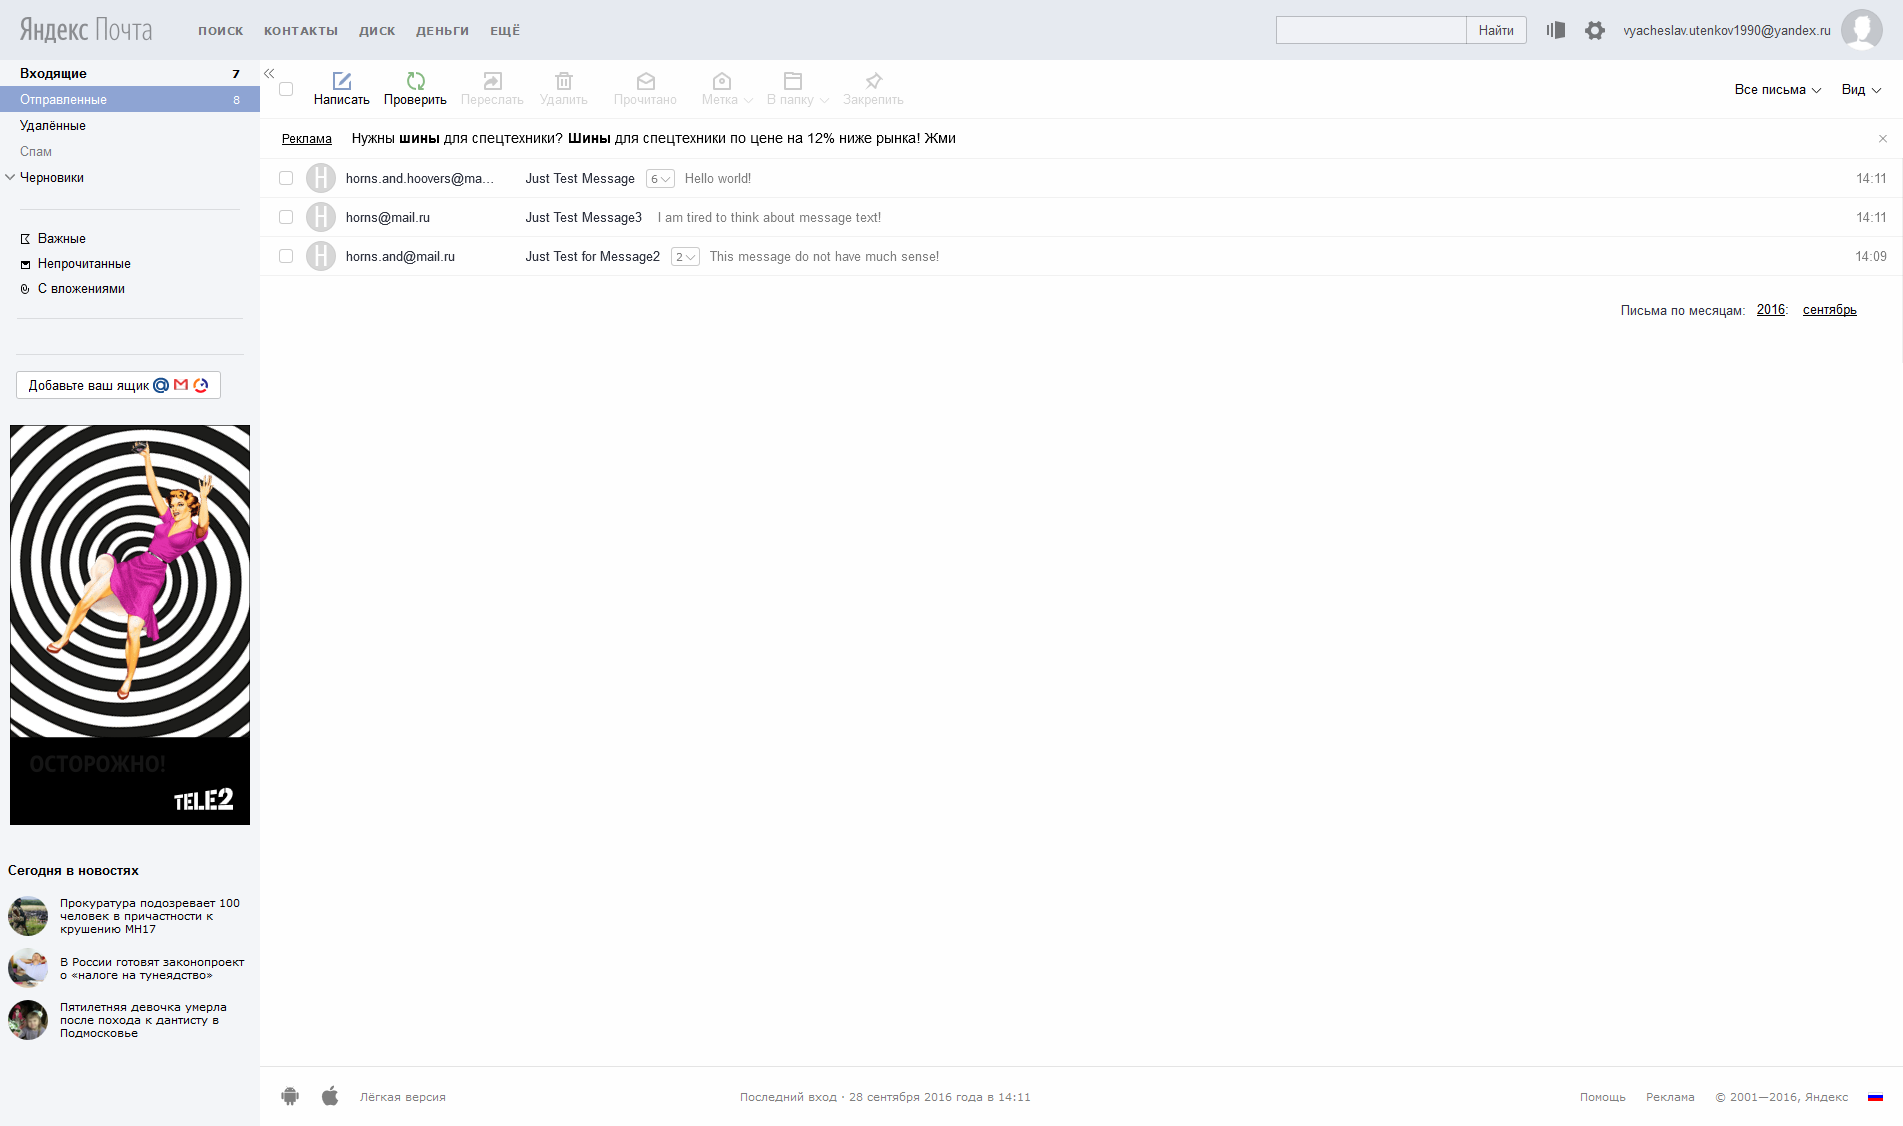 Яндекс Почта
ПОИСК КОНТАКТЫ ДИСК ДЕНЬГИ ЕЩЁ
Найти
vyacheslav.utenkov1990@yandex.ru
Входящие 7
Отправленные 8
Удалённые
Спам
Черновики
Важные
Непрочитанные
С вложениями
Добавьте ваш ящик
ОСТОРОЖНО!
TELE2
Сегодня в новостях
Прокуратура подозревает 100
человек в причастности к
крушению МН17
В России готовят законопроект
о «налоге на тунеядство»
Пятилетняя девочка умерла
после похода к дантисту в
Подмосковье
Написать Проверить Переслать Удалить Прочитано Метка В папку Закрепить
Все письма Вид
Реклама Нужны шины для спецтехники? Шины для спецтехники по цене на 12% ниже рынка! Жми
H horns.and.hoovers@ma... Just Test Message 6 Hello world! 14:11
H horns@mail.ru Just Test Message3 I am tired to think about message text! 14:11
H horns.and@mail.ru Just Test for Message2 2 This message do not have much sense! 14:09
Письма по месяцам: 2016: сентябрь
Лёгкая версия Последний вход · 28 сентября 2016 года в 14:11 Помощь Реклама © 2001—2016, Яндекс